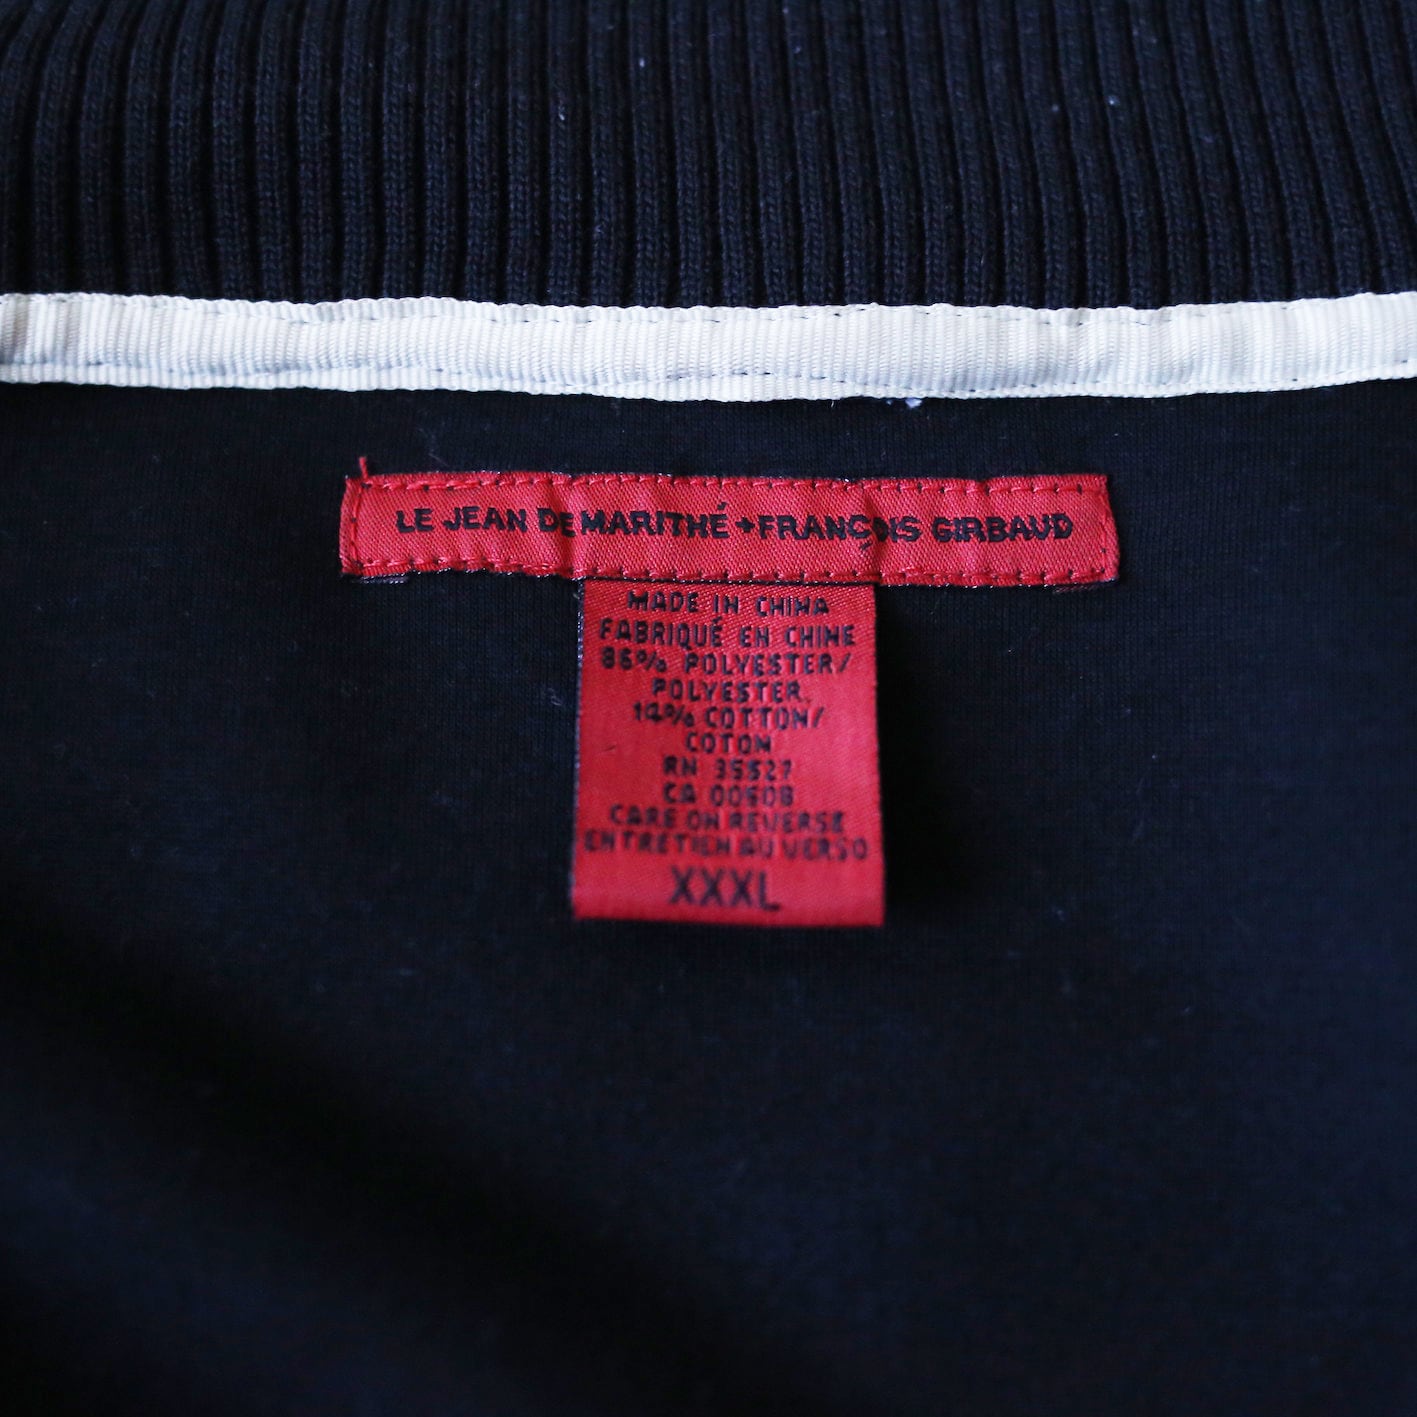 LE JEAN DE MARITHÉ + FRANÇOIS GIRBAUD
MADE IN CHINA
FABRIQUÉ EN CHINE
86% POLYESTER/
POLYESTER,
14% COTTON/
COTON
RN 35527
CA 00608
CARE ON REVERSE
ENTRETIEN AU VERSO
XXXL